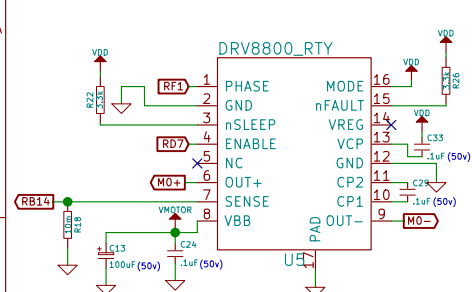 DRV8800_RTY
VDD
VDD
VDD
R22
3.3k
RF1
1
PHASE
MODE
16
3.3k
R26
2
GND
nFAULT
15
3
nSLEEP
VREG
14
VDD
RD7
4
ENABLE
VCP
13
C33
.1uF (50v)
5
NC
GND
12
M0+
6
OUT+
CP2
11
C29
.1uF (50v)
RB14
7
SENSE
CP1
10
10m
R18
VMOTOR
8
VBB
OUT-
9
M0-
PAD
17
U5
C13
100uF (50v)
C24
.1uF (50v)